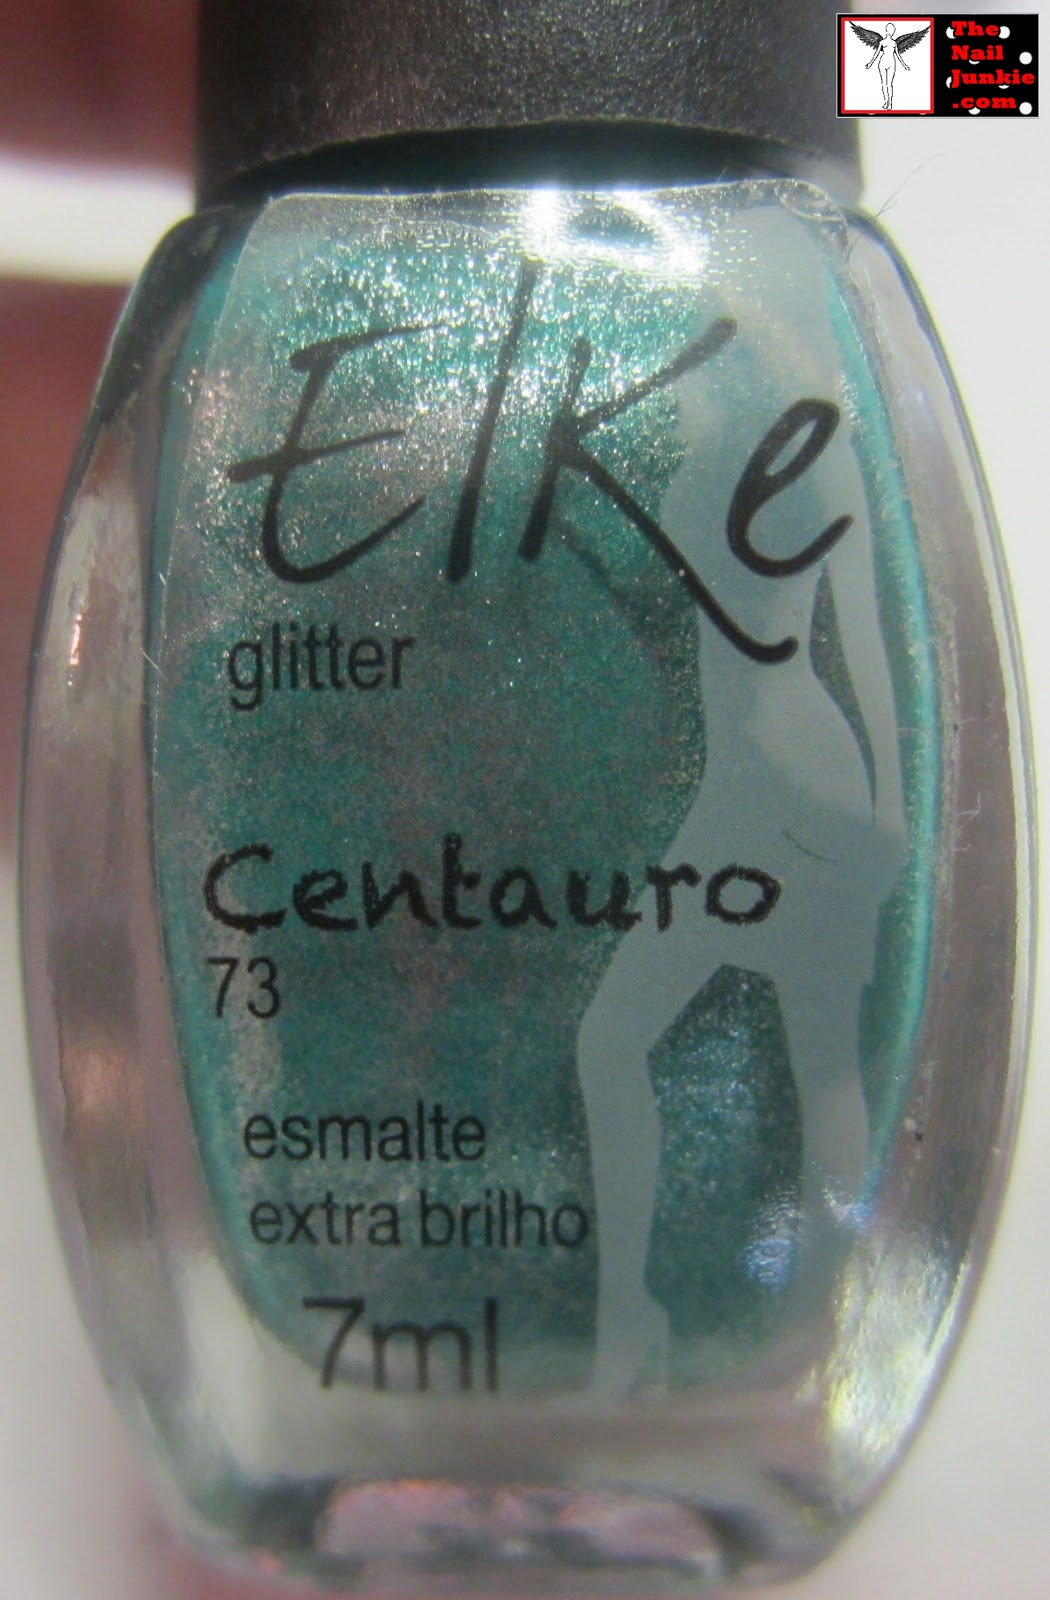 The
Nail
Junkie
.com
Elke
glitter
Centauro
73
esmalte
extra brilho
7ml